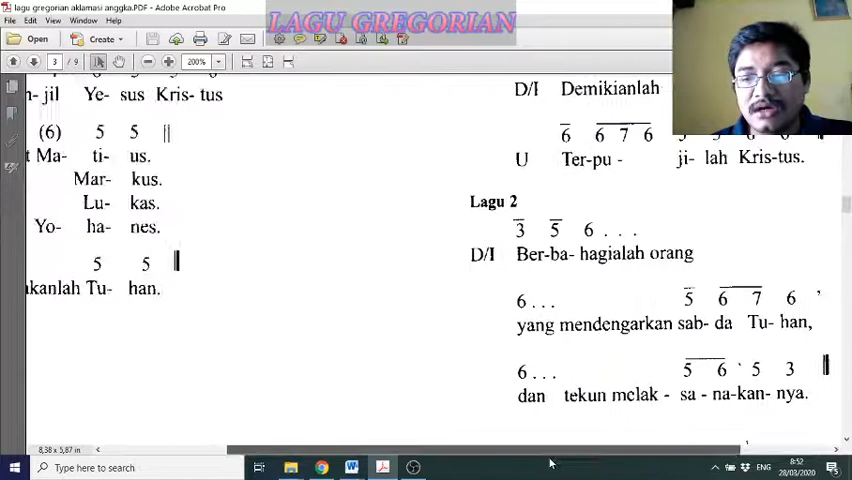 lagu gregorian aklamasi anggka.PDF - Adobe Acrobat Pro
File Edit View Window Help
LAGU GREGORIAN
Open Create
3 / 9 200%
n- jil Ye- sus Kris- tus
(6) 5 5
t Ma- ti- us.
Mar- kus.
Lu- kas.
Yo- ha- nes.
5 5
kanlah Tu- han.
D/I Demikianlah
6 6 7 6
U Ter-pu - ji- lah Kristus.
Lagu 2
3 5 6 . . .
D/I Ber-ba- hagialah orang
6 . . . 5 6 7 6 ,
yang mendengarkan sab- da Tu- han,
6 . . . 5 6 5 3
dan tekun melak - sa - na-kan- nya.
8,38 x 5,87 in
Type here to search
ENG
8:52
28/03/2020